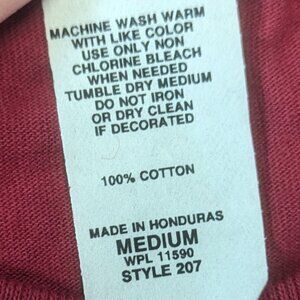 MACHINE WASH WARM
WITH LIKE COLOR
USE ONLY NON
CHLORINE BLEACH
WHEN NEEDED
TUMBLE DRY MEDIUM
DO NOT IRON
OR DRY CLEAN
IF DECORATED
100% COTTON
MADE IN HONDURAS
MEDIUM
WPL 11590
STYLE 207